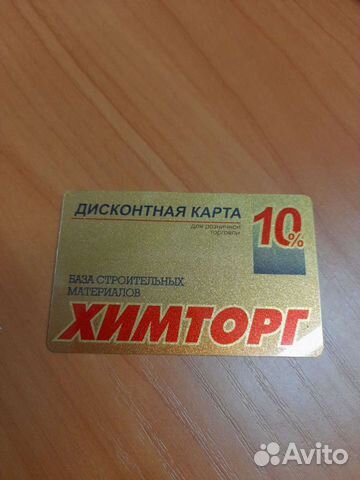 ДИСКОНТНАЯ КАРТА
для розничной
торговли
10%
БАЗА СТРОИТЕЛЬНЫХ
МАТЕРИАЛОВ
ХИМТОРГ
Avito